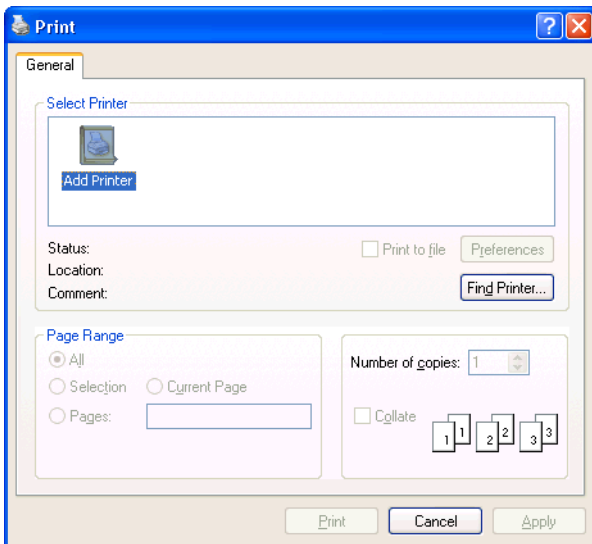 Print
General
Select Printer
Add Printer
Status:
Print to file
Preferences
Location:
Comment:
Find Printer...
Page Range
All
Selection
Current Page
Pages:
Number of copies: 1
Collate
1 1 2 2 3 3
Print
Cancel
Apply